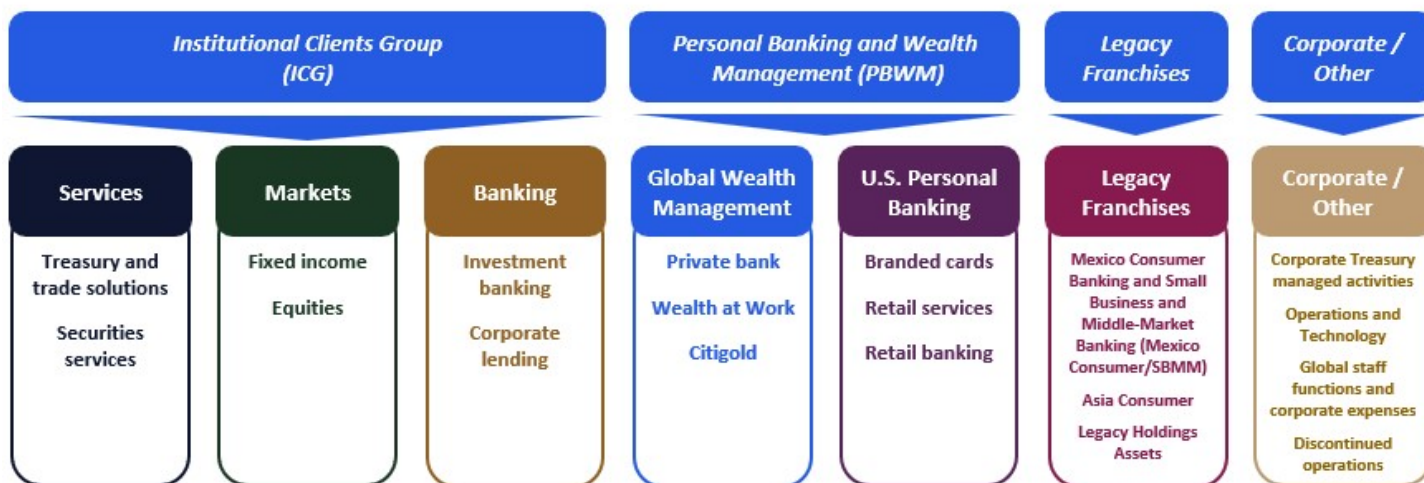 Institutional Clients Group
(ICG)
Personal Banking and Wealth
Management (PBWM)
Legacy
Franchises
Corporate /
Other
Services
Treasury and
trade solutions
Securities
services
Markets
Fixed income
Equities
Banking
Investment
banking
Corporate
lending
Global Wealth
Management
Private bank
Wealth at Work
Citigold
U.S. Personal
Banking
Branded cards
Retail services
Retail banking
Legacy
Franchises
Mexico Consumer
Banking and Small
Business and
Middle-Market
Banking (Mexico
Consumer/SBMM)
Asia Consumer
Legacy Holdings
Assets
Corporate /
Other
Corporate Treasury
managed activities
Operations and
Technology
Global staff
functions and
corporate expenses
Discontinued
operations